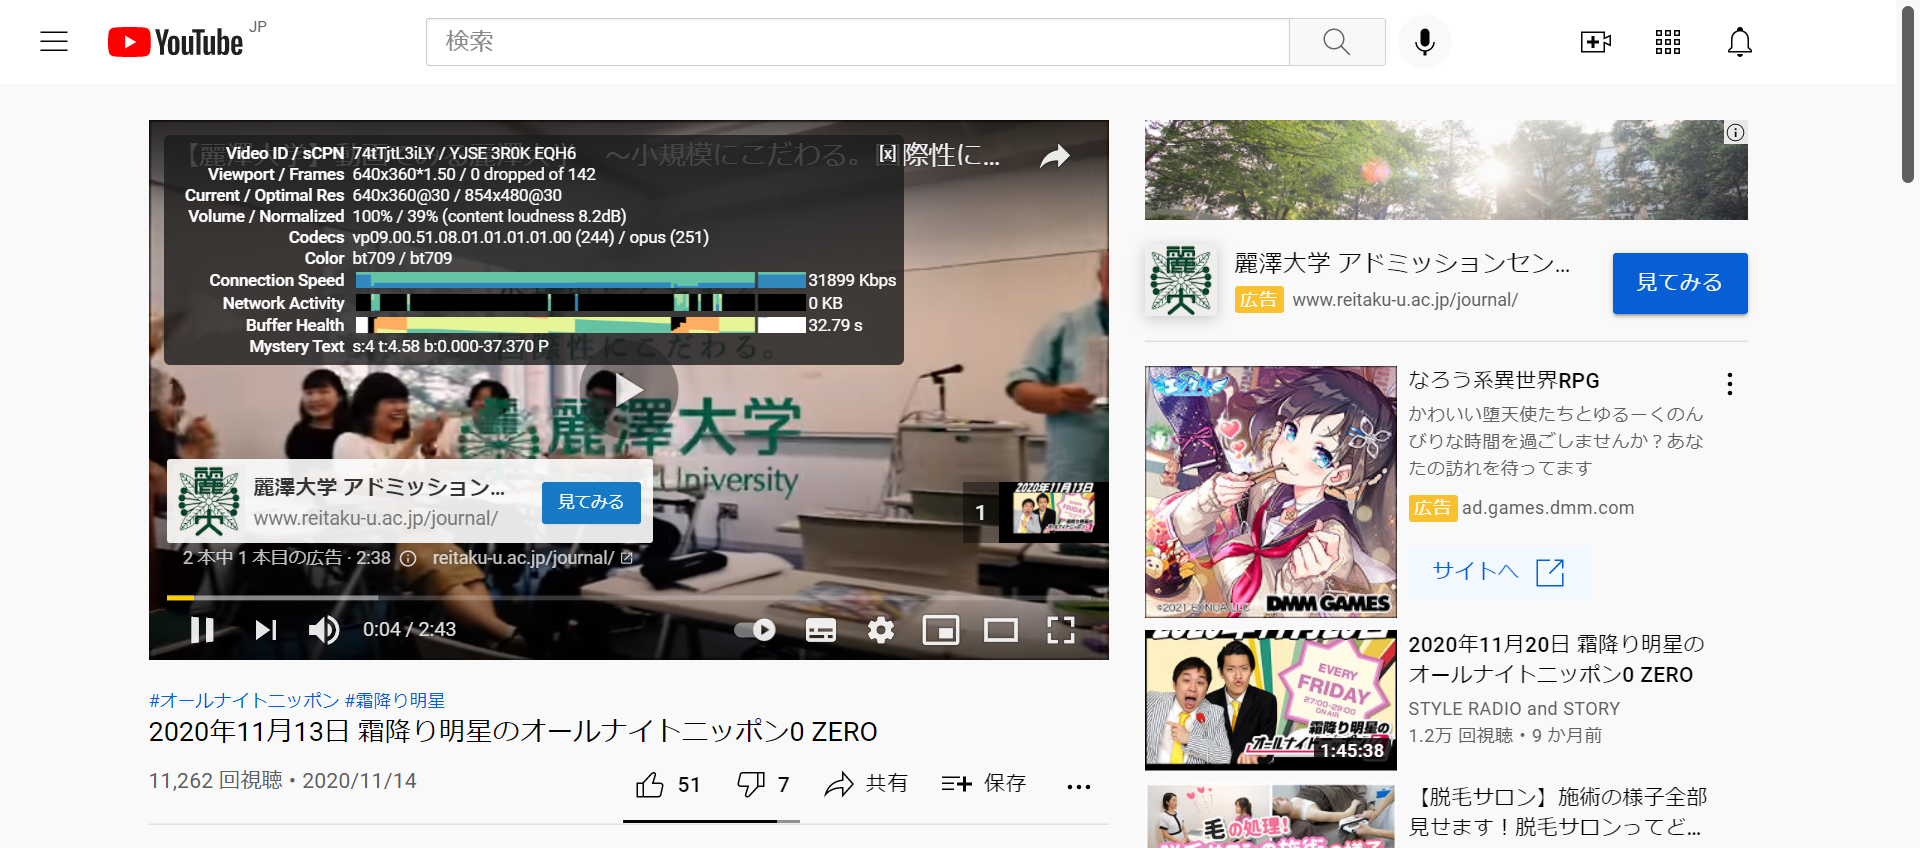 YouTube JP
検索
Video ID / sCPN 74tTjtL3iLY / YJSE 3R0K EQH6
[x]
際性に...
Viewport / Frames 640x360*1.50 / 0 dropped of 142
Current / Optimal Res 640x360@30 / 854x480@30
Volume / Normalized 100% / 39% (content loudness 8.2dB)
Codecs vp09.00.51.08.01.01.01.01.00 (244) / opus (251)
Color bt709 / bt709
Connection Speed 31899 Kbps
Network Activity 0 KB
Buffer Health 32.79 s
Mystery Text s:4 t:4.58 b:0.000-37.370 P
国際性にこだわる。
麗澤大学
University
麗澤大学 アドミッション...
www.reitaku-u.ac.jp/journal/
見てみる
1
2020年11月13日
2 本中 1 本目の広告 · 2:38 reitaku-u.ac.jp/journal/
0:04 / 2:43
#オールナイトニッポン #霜降り明星
2020年11月13日 霜降り明星のオールナイトニッポン0 ZERO
11,262 回視聴 • 2020/11/14
51
7
共有
保存
麗澤大学 アドミッションセン...
広告 www.reitaku-u.ac.jp/journal/
見てみる
なろう系異世界RPG
かわいい堕天使たちとゆるーくのん
びりな時間を過ごしませんか？あな
たの訪れを待ってます
広告 ad.games.dmm.com
サイトへ
©2021 EXNOA LLC
DMM GAMES
EVERY
FRIDAY
27:00-28:00
ON AIR
霜降り明星の
1:45:38
2020年11月20日 霜降り明星の
オールナイトニッポン0 ZERO
STYLE RADIO and STORY
1.2万 回視聴 • 9 か月前
毛の処理!
【脱毛サロン】施術の様子全部
見せます！脱毛サロンってど...